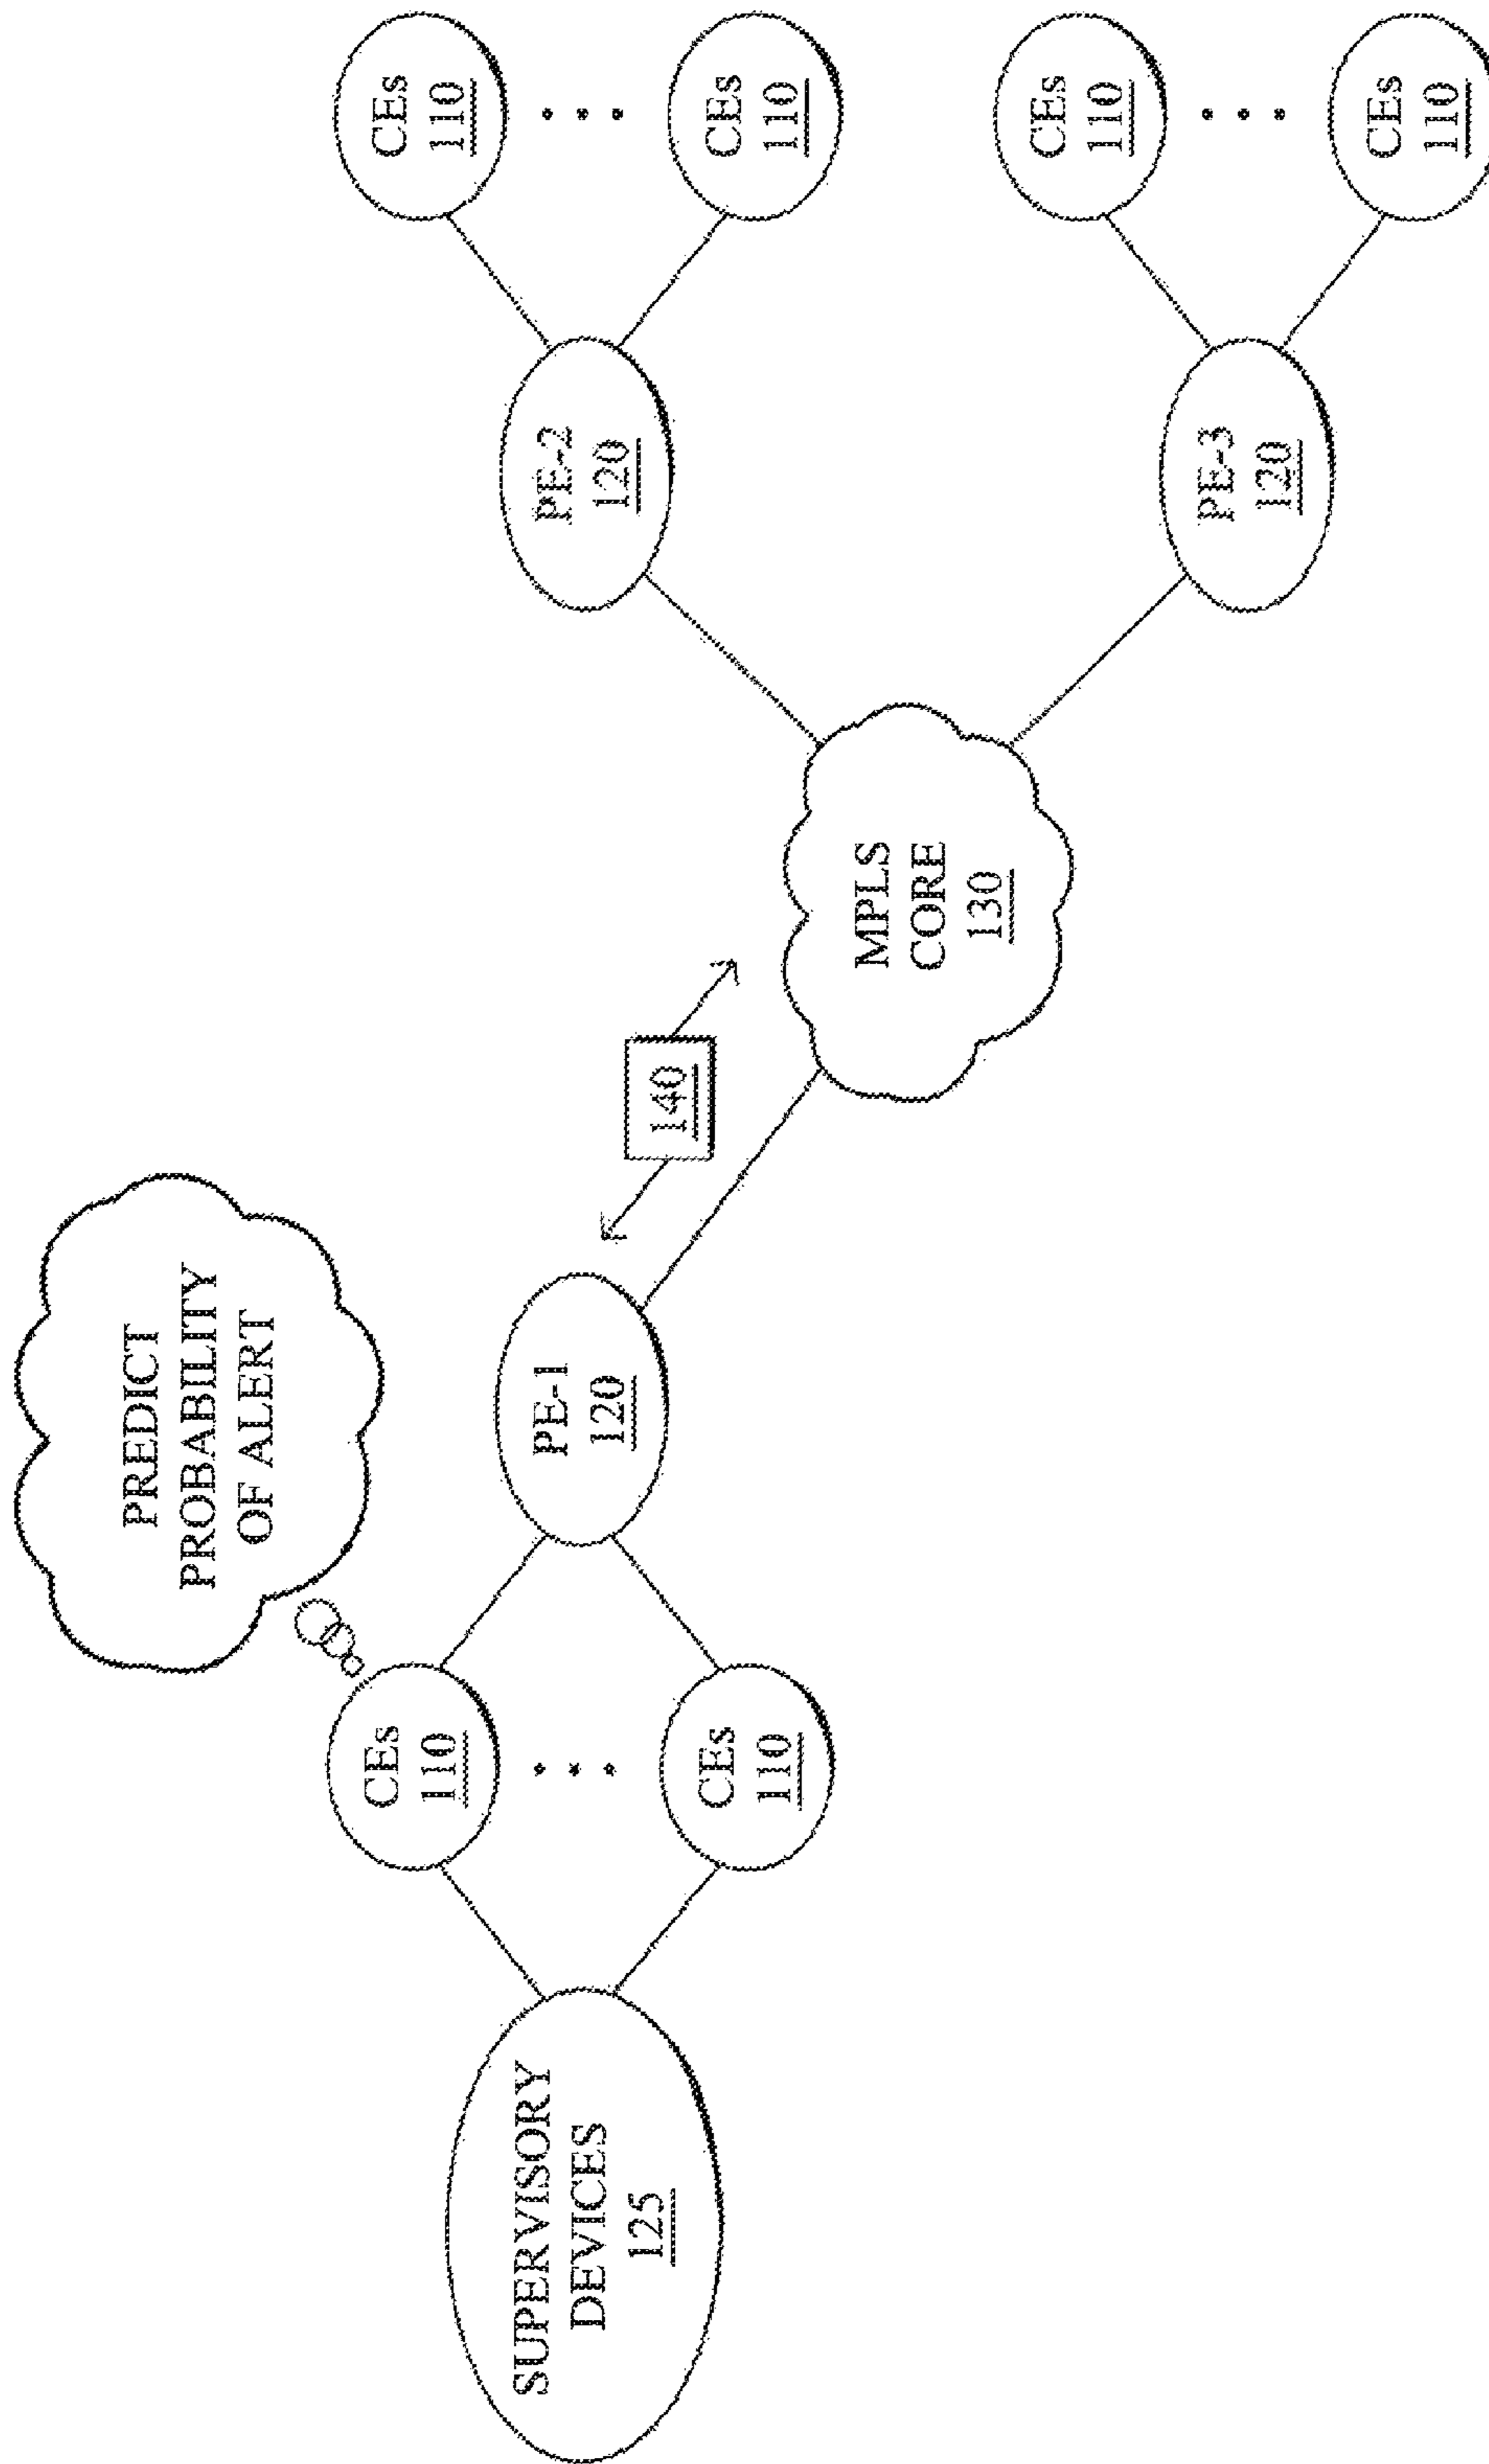 PREDICT
PROBABILITY
OF ALERT
SUPERVISORY
DEVICES
125
CEs
110
CEs
110
PE-1
120
140
MPLS
CORE
130
PE-2
120
PE-3
120
CEs
110
CEs
110
CEs
110
CEs
110